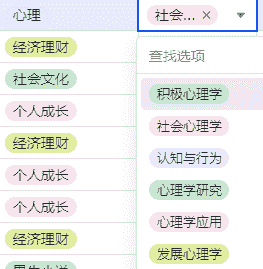 心理
社会...
经济理财
社会文化
个人成长
经济理财
个人成长
个人成长
经济理财
查找选项
积极心理学
社会心理学
认知与行为
心理学研究
心理学应用
发展心理学